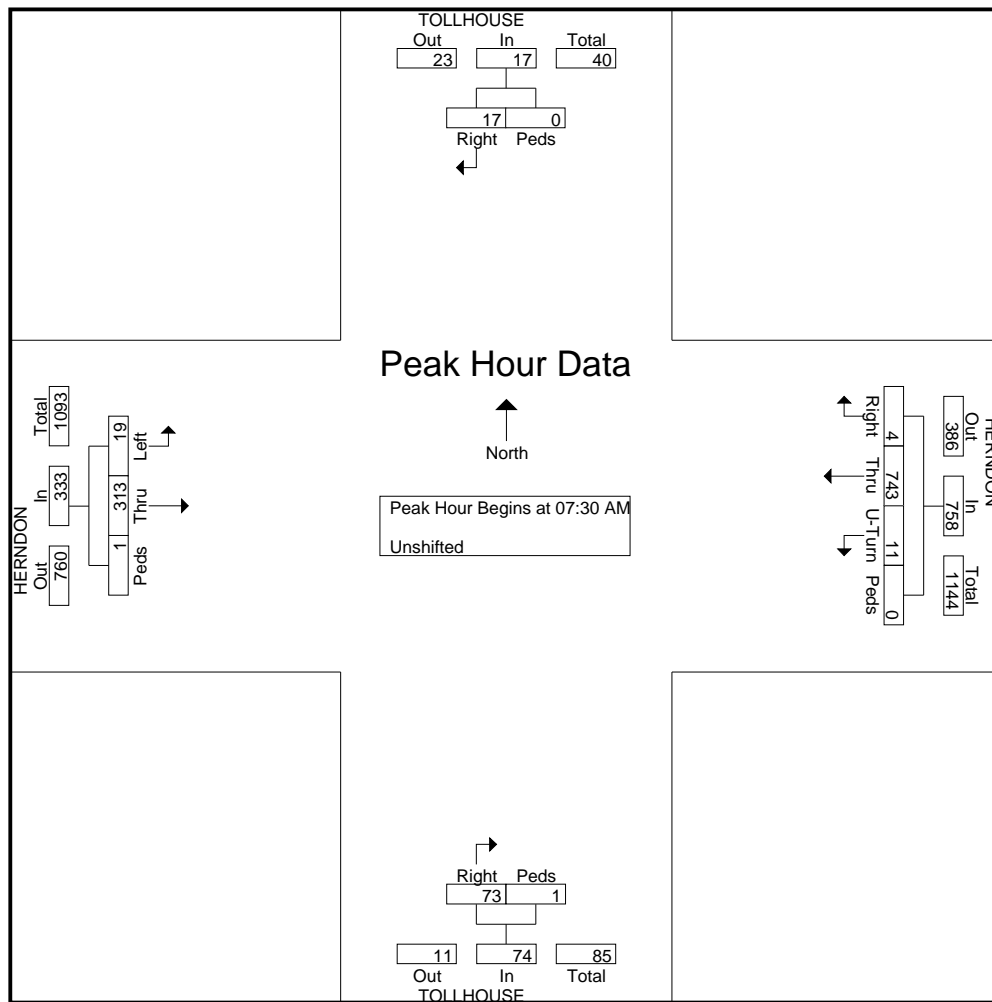 TOLLHOUSE
Out In Total
23 17 40
17 0
Right Peds
Peak Hour Data
North
Peak Hour Begins at 07:30 AM
Unshifted
HERNDON
Out In Total
760 333 1093
19 313 1
Left Thru Peds
HERNDON
Out In Total
386 758 1144
4 743 11 0
Right Thru U-Turn Peds
Right Peds
73 1
11 74 85
Out In Total
TOLLHOUSE